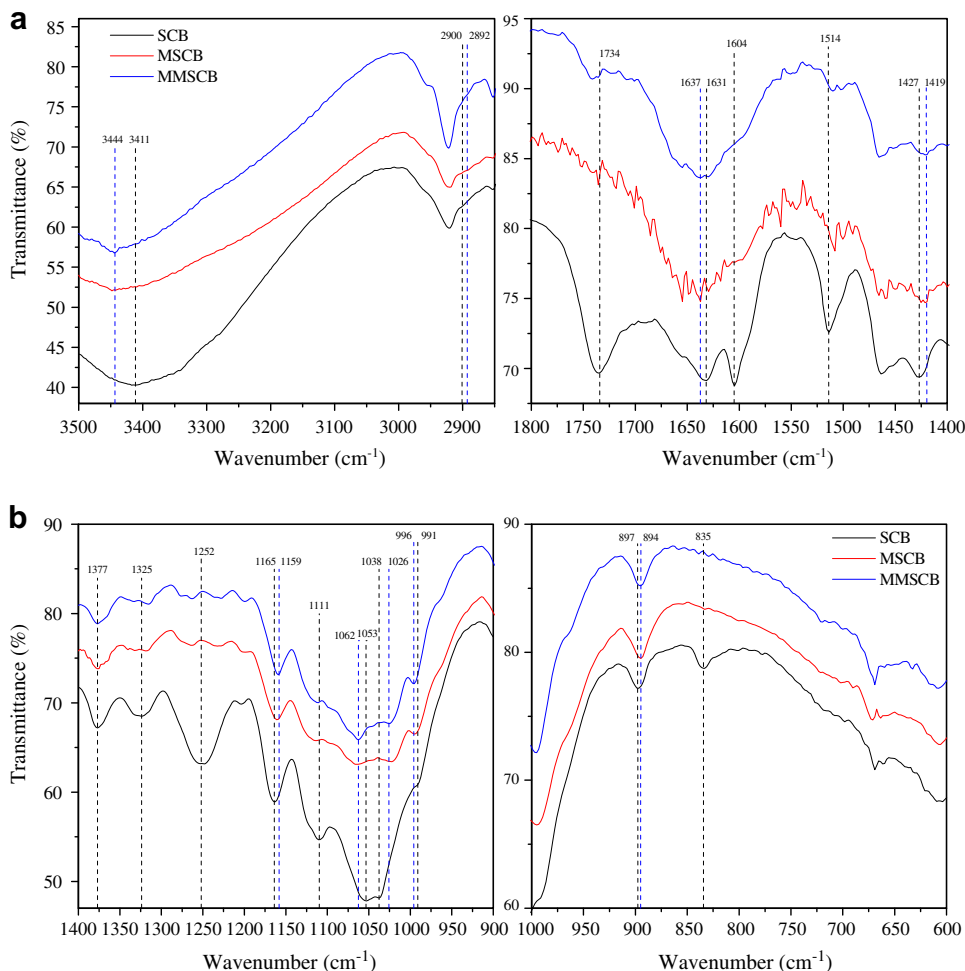 a
85
80
75
70
65
60
55
50
45
40
SCB
MSCB
MMSCB
2900 2892
3444 3411
3500 3400 3300 3200 3100 3000 2900
Wavenumber (cm⁻¹)
Transmittance (%)
95
90
85
80
75
70
1734 1604 1514
1637 1631 1427 1419
1800 1750 1700 1650 1600 1550 1500 1450 1400
Wavenumber (cm⁻¹)
b
90
80
70
60
50
1377 1325 1252 1165 1159 1111 1062 1053 1038 1026 996 991
1400 1350 1300 1250 1200 1150 1100 1050 1000 950 900
Wavenumber (cm⁻¹)
Transmittance (%)
90
80
70
60
897 894 835
SCB
MSCB
MMSCB
1000 950 900 850 800 750 700 650 600
Wavenumber (cm⁻¹)